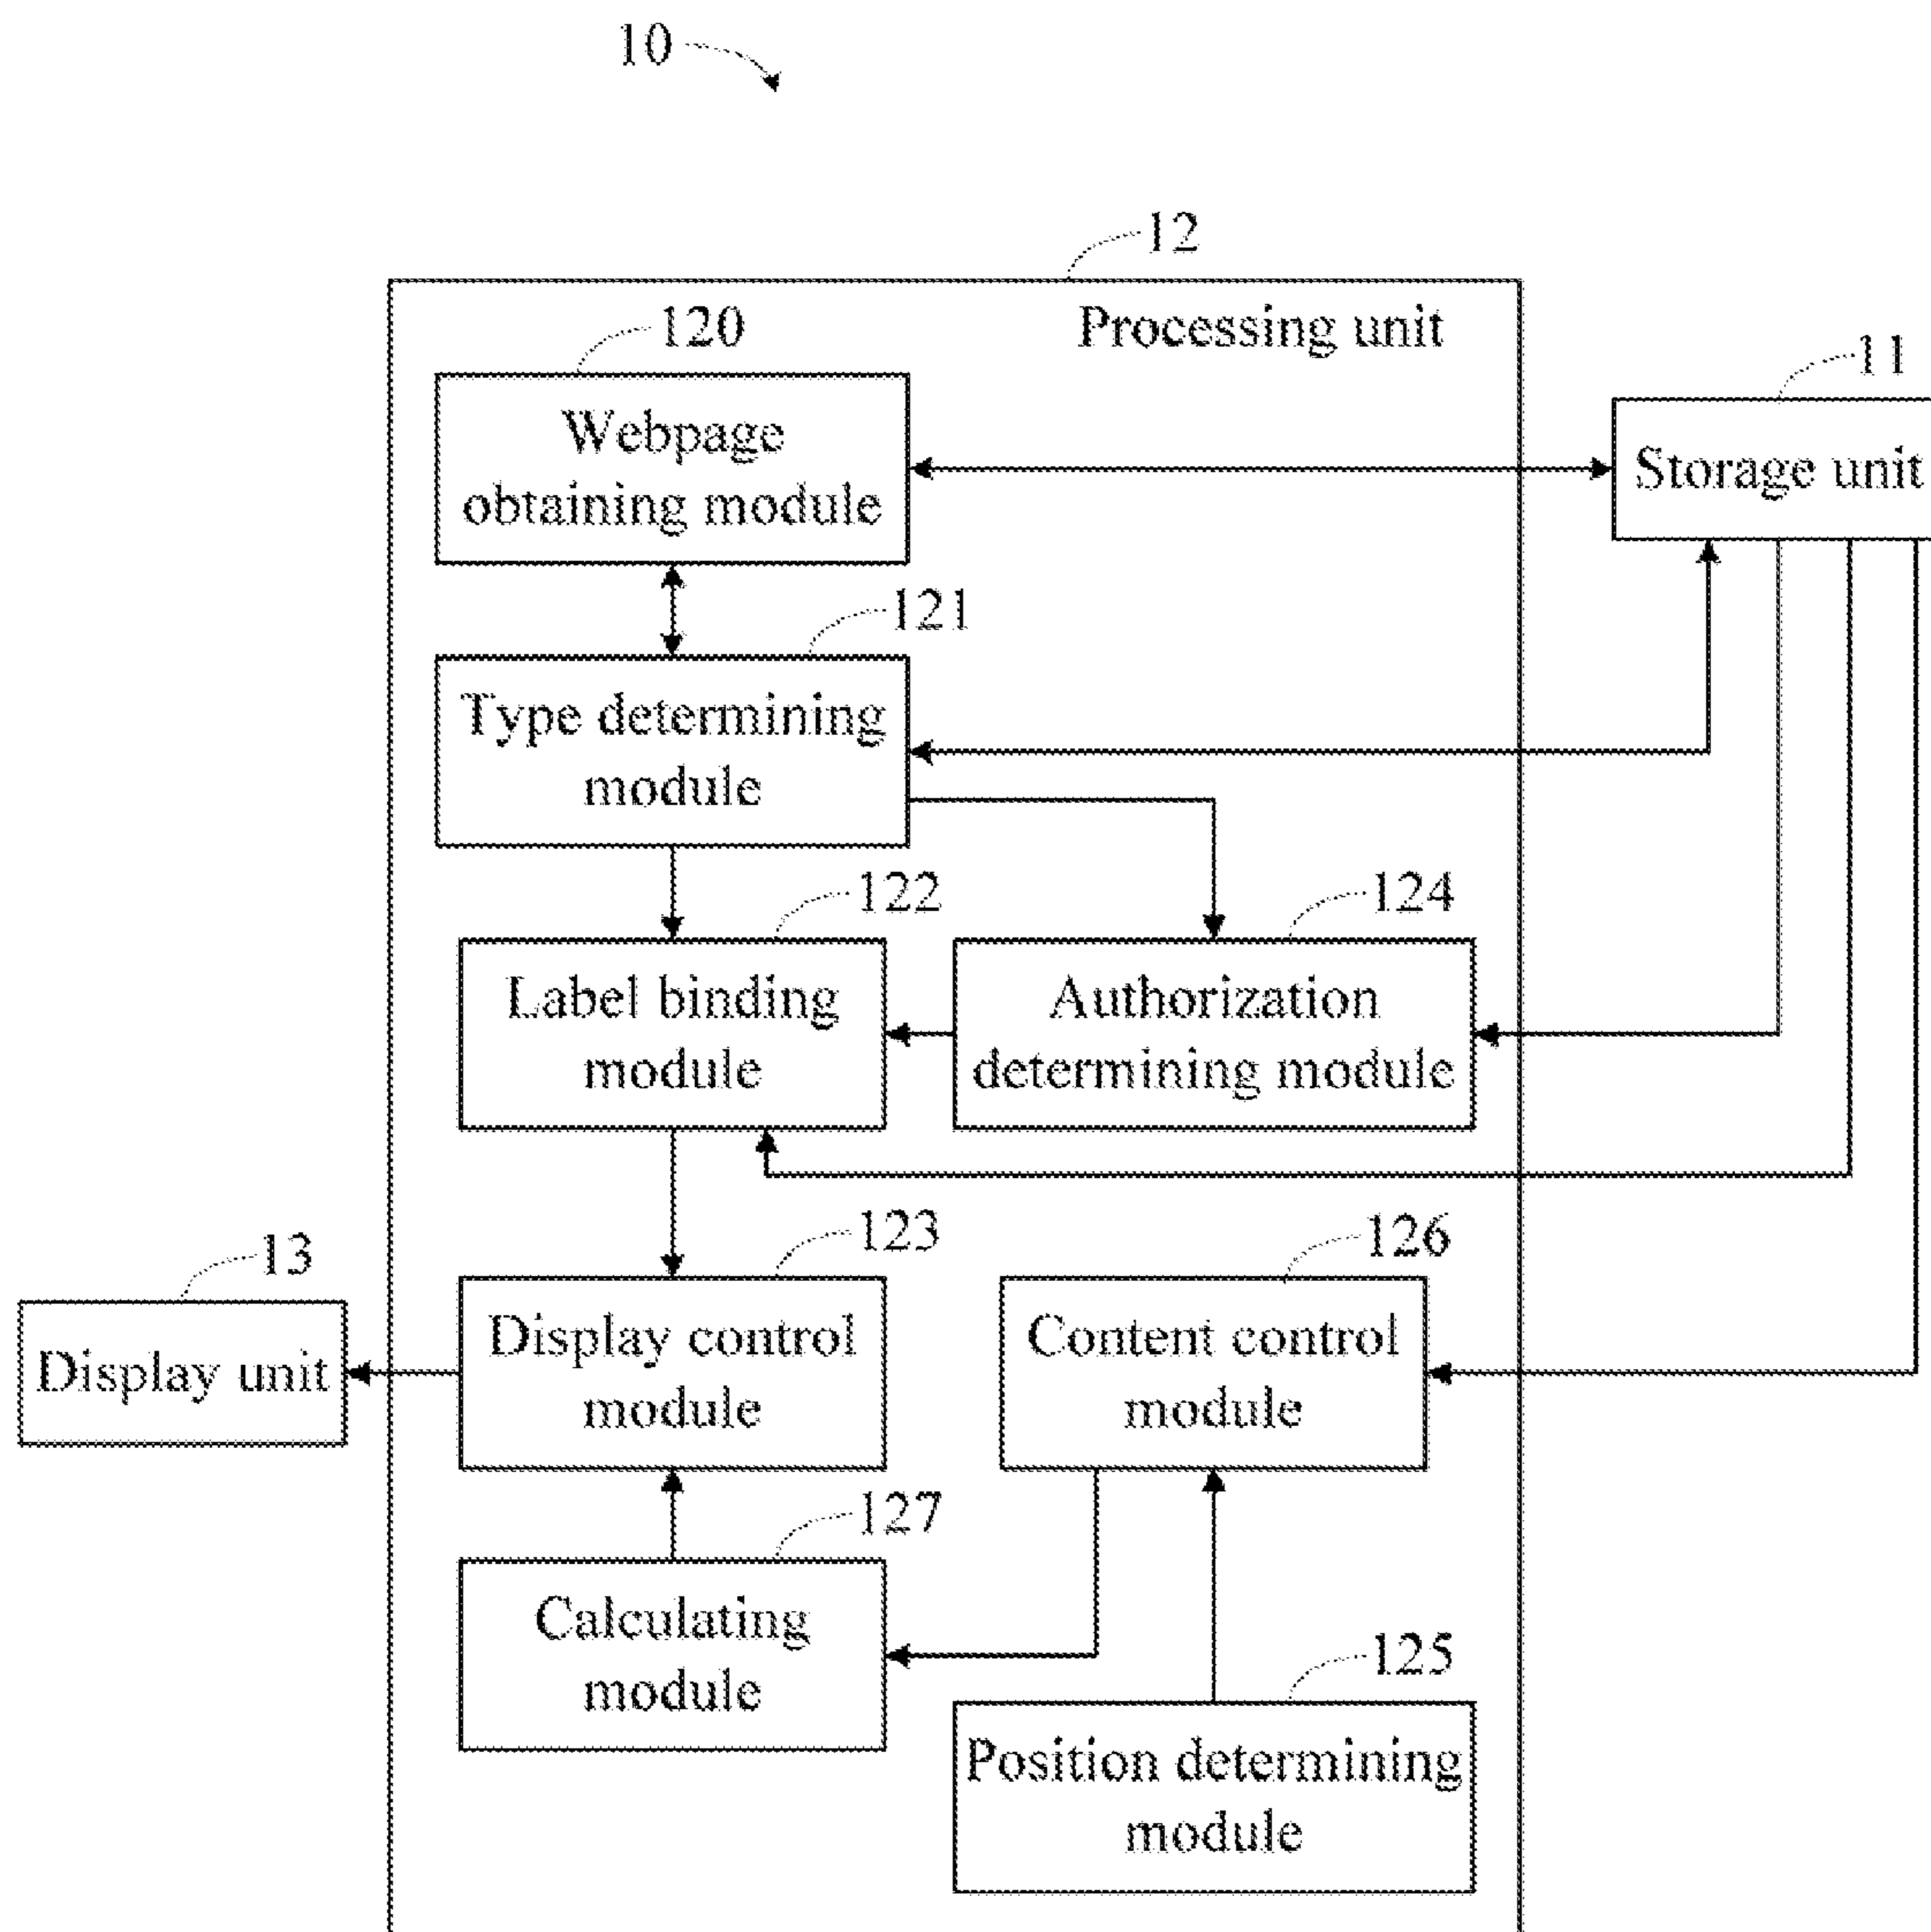 10
12
Processing unit
120
11
Webpage
obtaining module
Storage unit
121
Type determining
module
122
124
Label binding
module
Authorization
determining module
123
126
13
Display control
module
Content control
module
Display unit
127
Calculating
module
125
Position determining
module